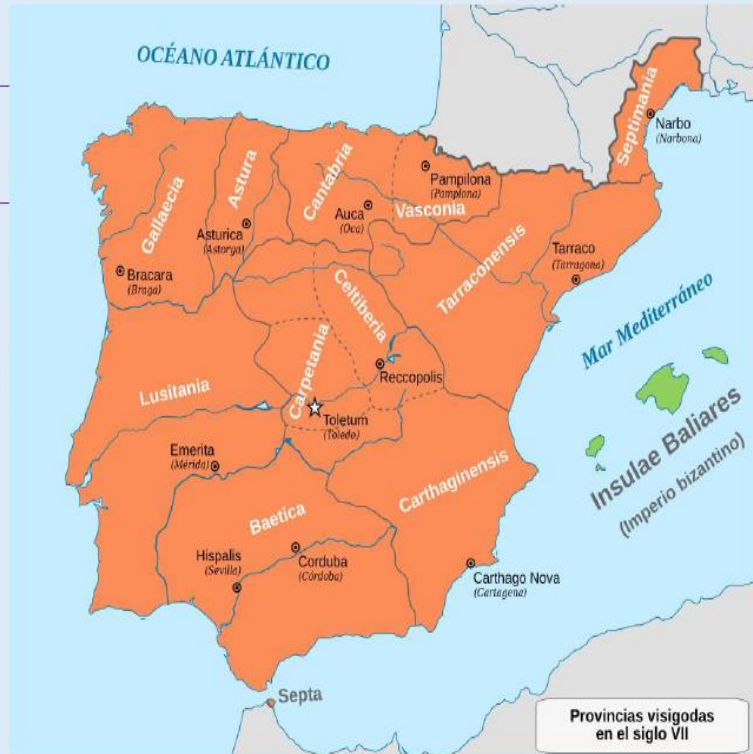 OCÉANO ATLÁNTICO
Septimania
Narbo
(Narbona)
Gallaecia
Astura
Cantabria
Pampilona
(Pamplona)
Vasconia
Auca
(Oca)
Asturica
(Astorga)
Bracara
(Braga)
Tarraconensis
Tarraco
(Tarragona)
Mar Mediterráneo
Celtiberia
Carpetania
Reccopolis
Lusitania
Toletum
(Toledo)
Insulae Baliares
(Imperio bizantino)
Emerita
(Mérida)
Carthaginensis
Baetica
Hispalis
(Sevilla)
Corduba
(Córdoba)
Carthago Nova
(Cartagena)
Septa
Provincias visigodas
en el siglo VII